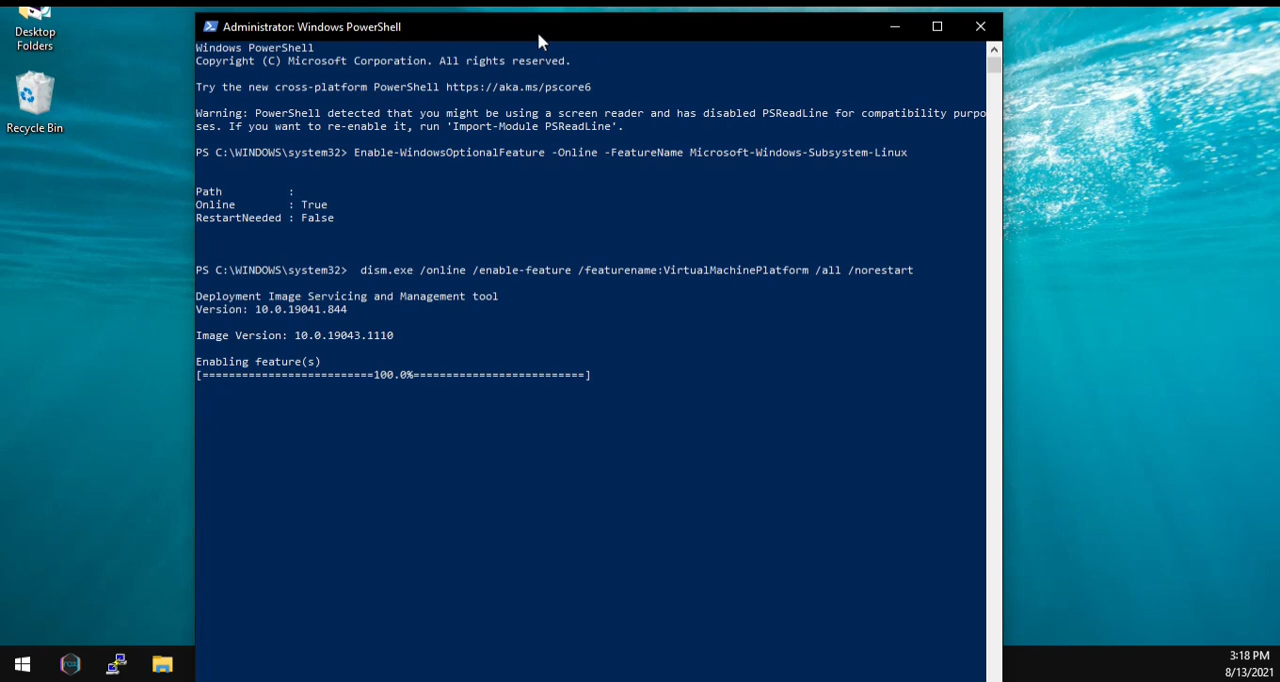 Desktop
Folders
Recycle Bin
Administrator: Windows PowerShell
Windows PowerShell
Copyright (C) Microsoft Corporation. All rights reserved.
Try the new cross-platform PowerShell https://aka.ms/pscore6
Warning: PowerShell detected that you might be using a screen reader and has disabled PSReadLine for compatibility purpo
ses. If you want to re-enable it, run 'Import-Module PSReadLine'.
PS C:\WINDOWS\system32> Enable-WindowsOptionalFeature -Online -FeatureName Microsoft-Windows-Subsystem-Linux
Path          :
Online        : True
RestartNeeded : False
PS C:\WINDOWS\system32>  dism.exe /online /enable-feature /featurename:VirtualMachinePlatform /all /norestart
Deployment Image Servicing and Management tool
Version: 10.0.19041.844
Image Version: 10.0.19043.1110
Enabling feature(s)
[==========================100.0%==========================]
3:18 PM
8/13/2021